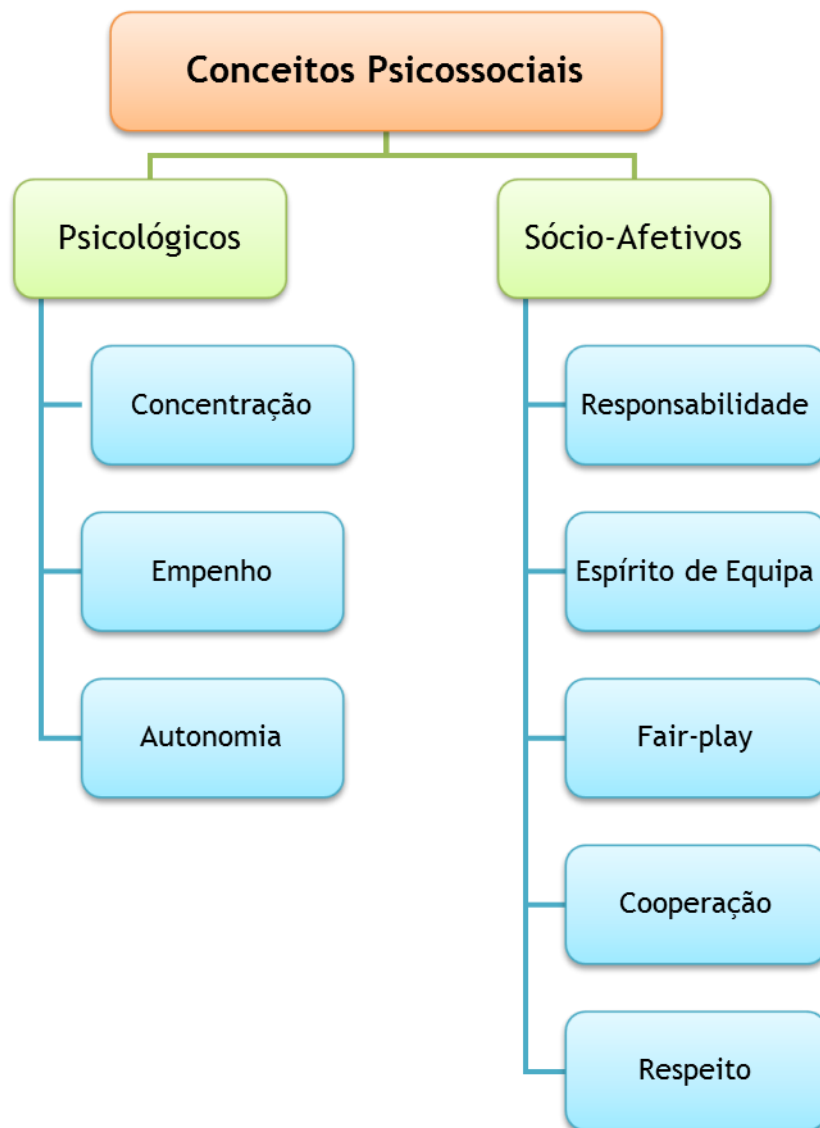 Conceitos Psicossociais
Psicológicos
Concentração
Empenho
Autonomia
Sócio-Afetivos
Responsabilidade
Espírito de Equipa
Fair-play
Cooperação
Respeito